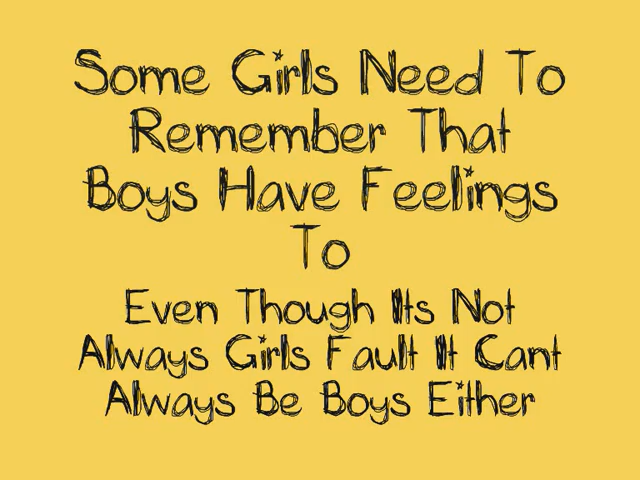 Some Girls Need To
Remember That
Boys Have Feelings
To
Even Though Its Not
Always Girls Fault It Cant
Always Be Boys Either